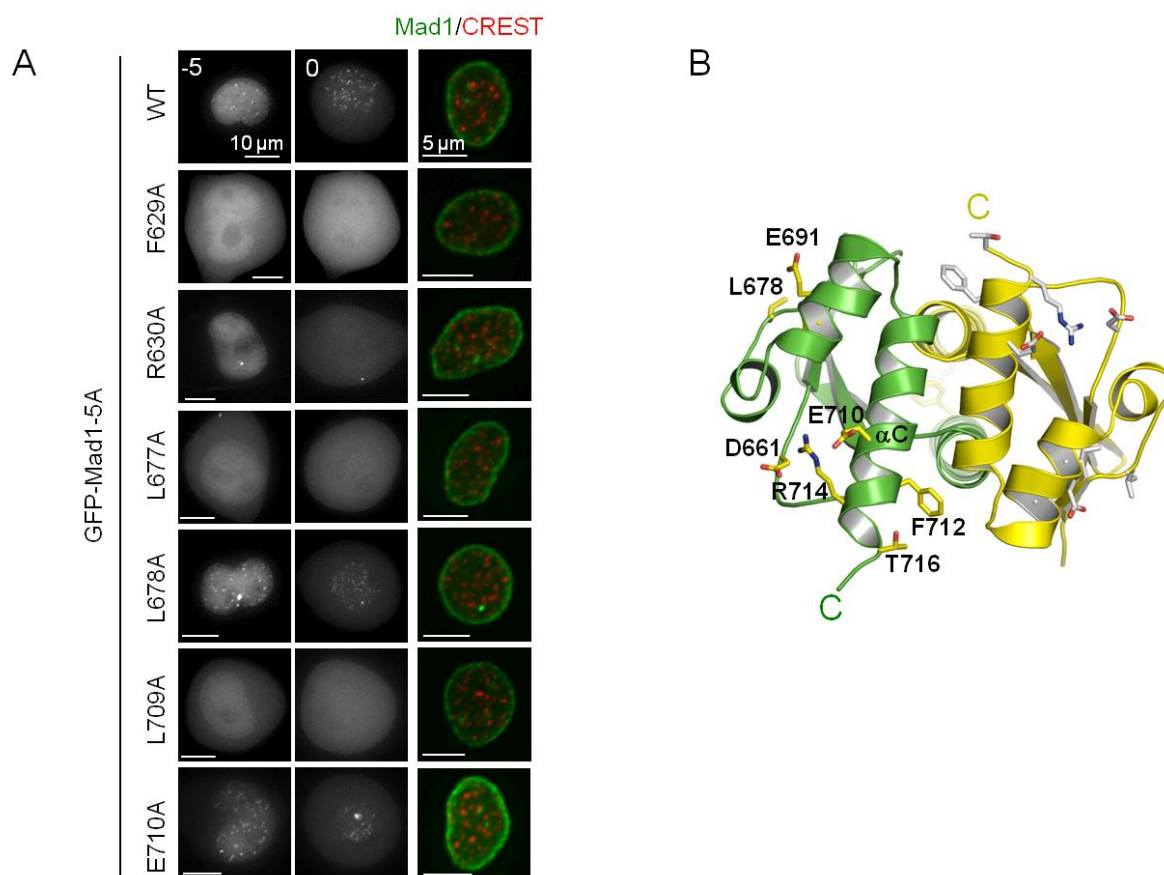 Mad1/CREST
A
B
GFP-Mad1-5A
WT
-5
0
10 µm
5 µm
F629A
R630A
L677A
L678A
L709A
E710A
C
E691
L678
E710
αC
D661
R714
F712
T716
C